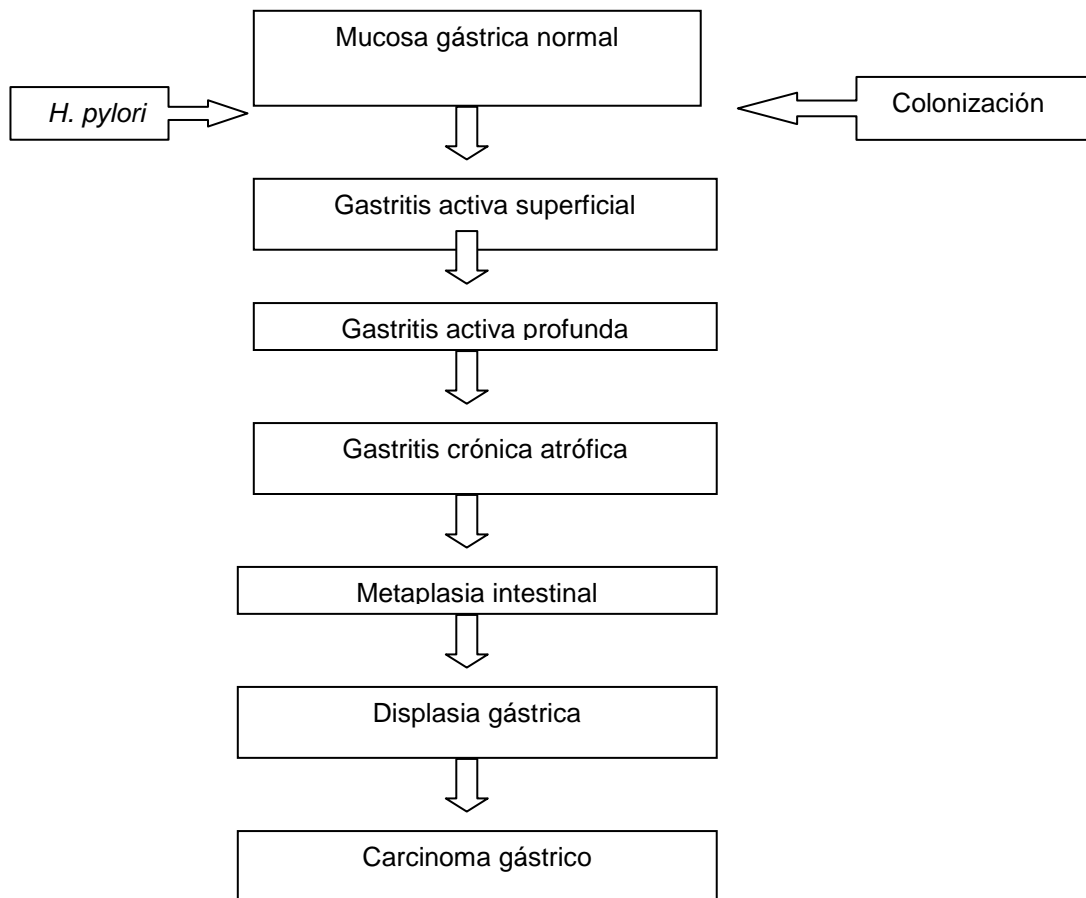 Mucosa gástrica normal
H. pylori
Colonización
Gastritis activa superficial
Gastritis activa profunda
Gastritis crónica atrófica
Metaplasia intestinal
Displasia gástrica
Carcinoma gástrico